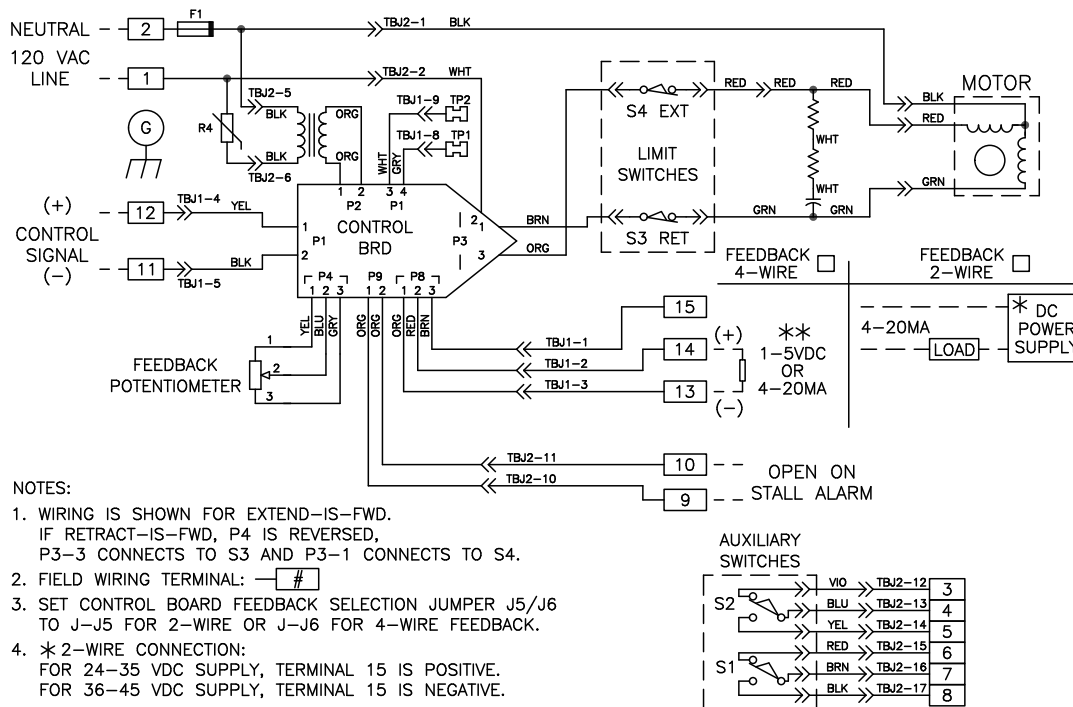 NEUTRAL 2 F1 TBJ2-1 BLK
120 VAC
LINE 1 TBJ2-2 WHT
G
R4
TBJ2-5
BLK
BLK
TBJ2-6
ORG
ORG
TBJ1-9 TP2
TBJ1-8 TP1
WHT
GRY
S4 EXT
LIMIT
SWITCHES
S3 RET
RED RED RED
WHT
WHT
GRN GRN
MOTOR
BLK
RED
GRN
(+)
12 TBJ1-4 YEL
CONTROL
SIGNAL
11 BLK
(-)
TBJ1-5
1 2 3 4
P2 P1
CONTROL
BRD
1 P1
2
P3
2 1
3
BRN
ORG
P4 P9 P8
1 2 3 1 2 1 2 3
YEL
BLU
GRY
ORG
ORG
ORG
RED
BRN
FEEDBACK
POTENTIOMETER
1
2
3
TBJ1-1 15
TBJ1-2 14 (+)
TBJ1-3 13 (-)
FEEDBACK
4-WIRE
**
1-5VDC
OR
4-20MA
FEEDBACK
2-WIRE
4-20MA
LOAD
* DC
POWER
SUPPLY
TBJ2-11 10
TBJ2-10 9
OPEN ON
STALL ALARM
NOTES:
1. WIRING IS SHOWN FOR EXTEND-IS-FWD.
IF RETRACT-IS-FWD, P4 IS REVERSED,
P3-3 CONNECTS TO S3 AND P3-1 CONNECTS TO S4.
2. FIELD WIRING TERMINAL: #
3. SET CONTROL BOARD FEEDBACK SELECTION JUMPER J5/J6
TO J-J5 FOR 2-WIRE OR J-J6 FOR 4-WIRE FEEDBACK.
4. * 2-WIRE CONNECTION:
FOR 24-35 VDC SUPPLY, TERMINAL 15 IS POSITIVE.
FOR 36-45 VDC SUPPLY, TERMINAL 15 IS NEGATIVE.
AUXILIARY
SWITCHES
S2
VIO TBJ2-12 3
BLU TBJ2-13 4
YEL TBJ2-14 5
S1
RED TBJ2-15 6
BRN TBJ2-16 7
BLK TBJ2-17 8